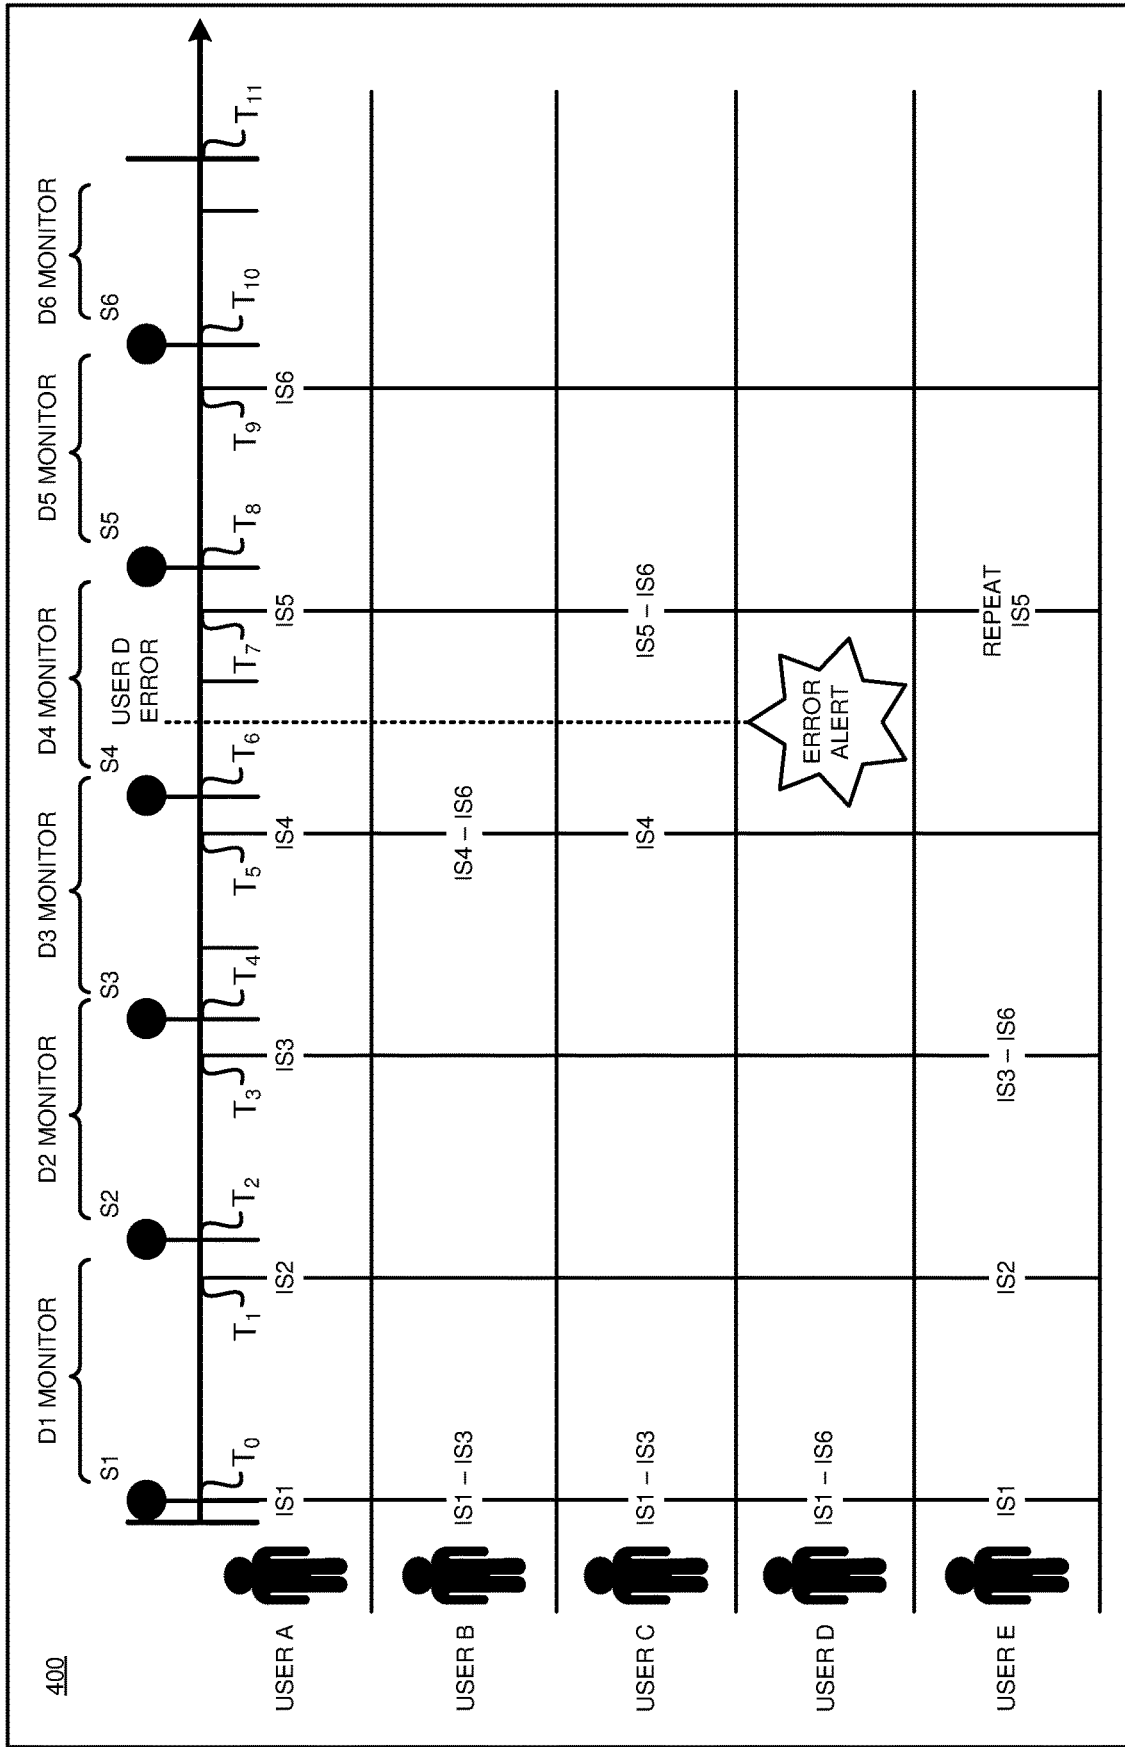 400
D1 MONITOR
D2 MONITOR
D3 MONITOR
D4 MONITOR
D5 MONITOR
D6 MONITOR
S1
S2
S3
S4
S5
S6
USER D
ERROR
T0
T1
T2
T3
T4
T5
T6
T7
T8
T9
T10
T11
USER A
IS1
IS2
IS3
IS4
IS5
IS6
USER B
IS1 – IS3
IS4 – IS6
USER C
IS1 – IS3
IS4
IS5 – IS6
USER D
IS1 – IS6
ERROR
ALERT
USER E
IS1
IS2
IS3 – IS6
REPEAT
IS5